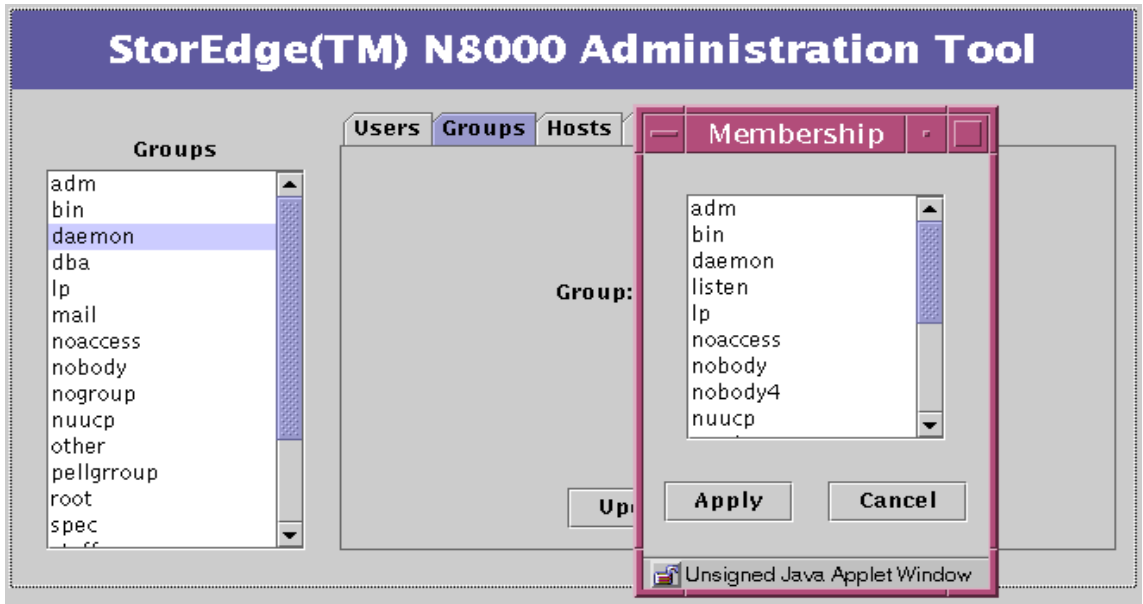 StorEdge(TM) N8000 Administration Tool
Users Groups Hosts
Groups
adm
bin
daemon
dba
lp
mail
noaccess
nobody
nogroup
nuucp
other
pellgrroup
root
spec
Group:
Membership
adm
bin
daemon
listen
lp
noaccess
nobody
nobody4
nuucp
Apply Cancel
Unsigned Java Applet Window